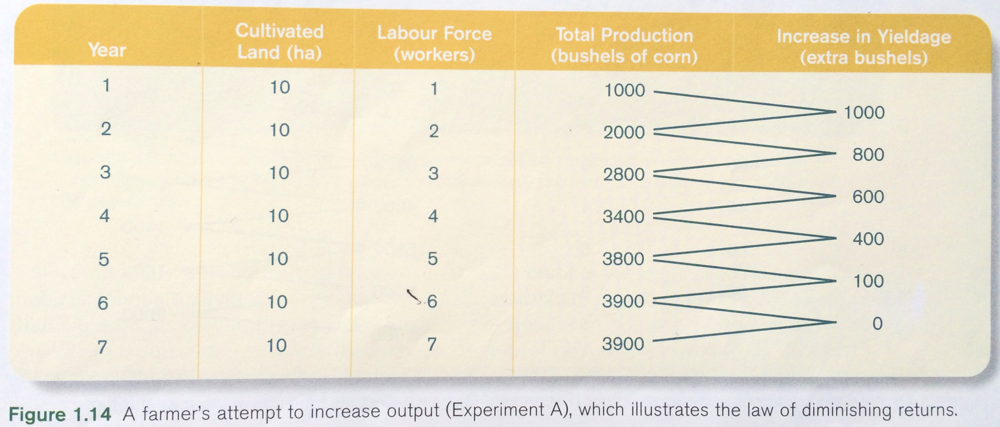 Year Cultivated Land (ha) Labour Force (workers) Total Production (bushels of corn) Increase in Yieldage (extra bushels)
1 10 1 1000
1000
2 10 2 2000
800
3 10 3 2800
600
4 10 4 3400
400
5 10 5 3800
100
6 10 6 3900
0
7 10 7 3900
Figure 1.14 A farmer's attempt to increase output (Experiment A), which illustrates the law of diminishing returns.